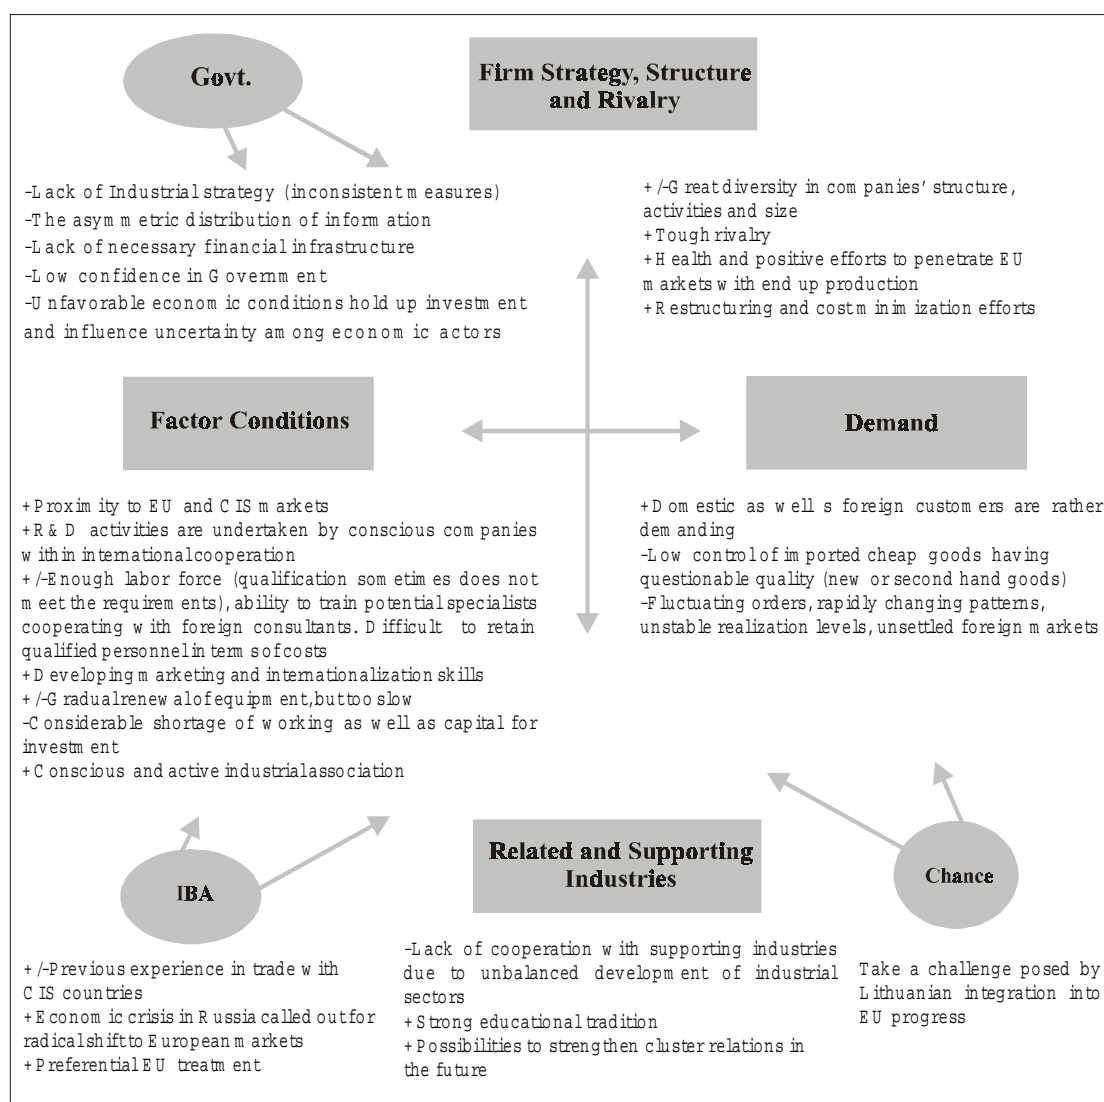 Govt.
Firm Strategy, Structure
and Rivalry
-Lack of Industrial strategy (inconsistent measures)
-The asymmetric distribution of information
-Lack of necessary financial infrastructure
-Low confidence in Government
-Unfavorable economic conditions hold up investment
and influence uncertainty among economic actors
+/-Great diversity in companies' structure,
activities and size
+Tough rivalry
+Health and positive efforts to penetrate EU
markets with end up production
+Restructuring and cost minimization efforts
Factor Conditions
Demand
+Proximity to EU and CIS markets
+R&D activities are undertaken by conscious companies
within international cooperation
+/-Enough labor force (qualification sometimes does not
meet the requirements), ability to train potential specialists
cooperating with foreign consultants. Difficult to retain
qualified personnel in terms of costs
+Developing marketing and internationalization skills
+/-Gradual renewal of equipment, but too slow
-Considerable shortage of working as well as capital for
investment
+Conscious and active industrial association
+Domestic as well s foreign customers are rather
demanding
-Low control of imported cheap goods having
questionable quality (new or second hand goods)
-Fluctuating orders, rapidly changing patterns,
unstable realization levels, unsettled foreign markets
IBA
Related and Supporting
Industries
Chance
+/-Previous experience in trade with
CIS countries
+Economic crisis in Russia called out for
radical shift to European markets
+Preferential EU treatment
-Lack of cooperation with supporting industries
due to unbalanced development of industrial
sectors
+Strong educational tradition
+Possibilities to strengthen cluster relations in
the future
Take a challenge posed by
Lithuanian integration into
EU progress